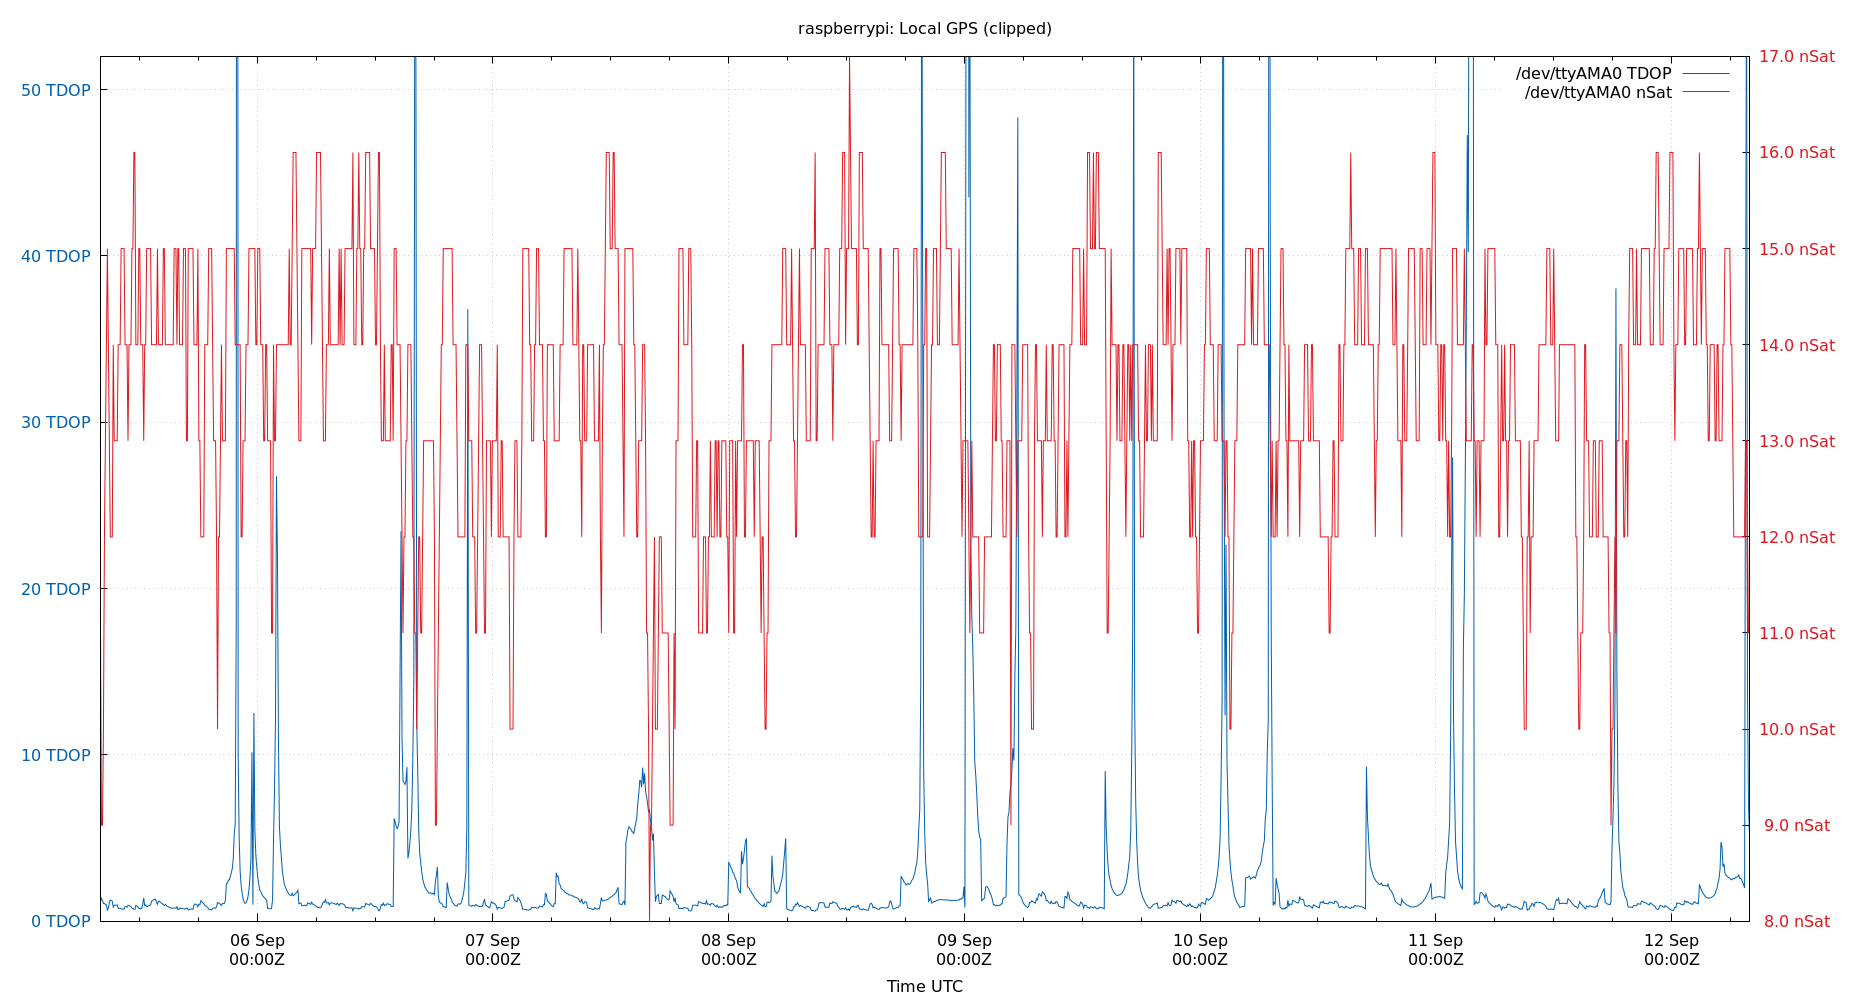 raspberrypi: Local GPS (clipped)
/dev/ttyAMA0 TDOP
/dev/ttyAMA0 nSat
50 TDOP
40 TDOP
30 TDOP
20 TDOP
10 TDOP
0 TDOP
17.0 nSat
16.0 nSat
15.0 nSat
14.0 nSat
13.0 nSat
12.0 nSat
11.0 nSat
10.0 nSat
9.0 nSat
8.0 nSat
06 Sep 07 Sep 08 Sep 09 Sep 10 Sep 11 Sep 12 Sep
00:00Z 00:00Z 00:00Z 00:00Z 00:00Z 00:00Z 00:00Z
Time UTC